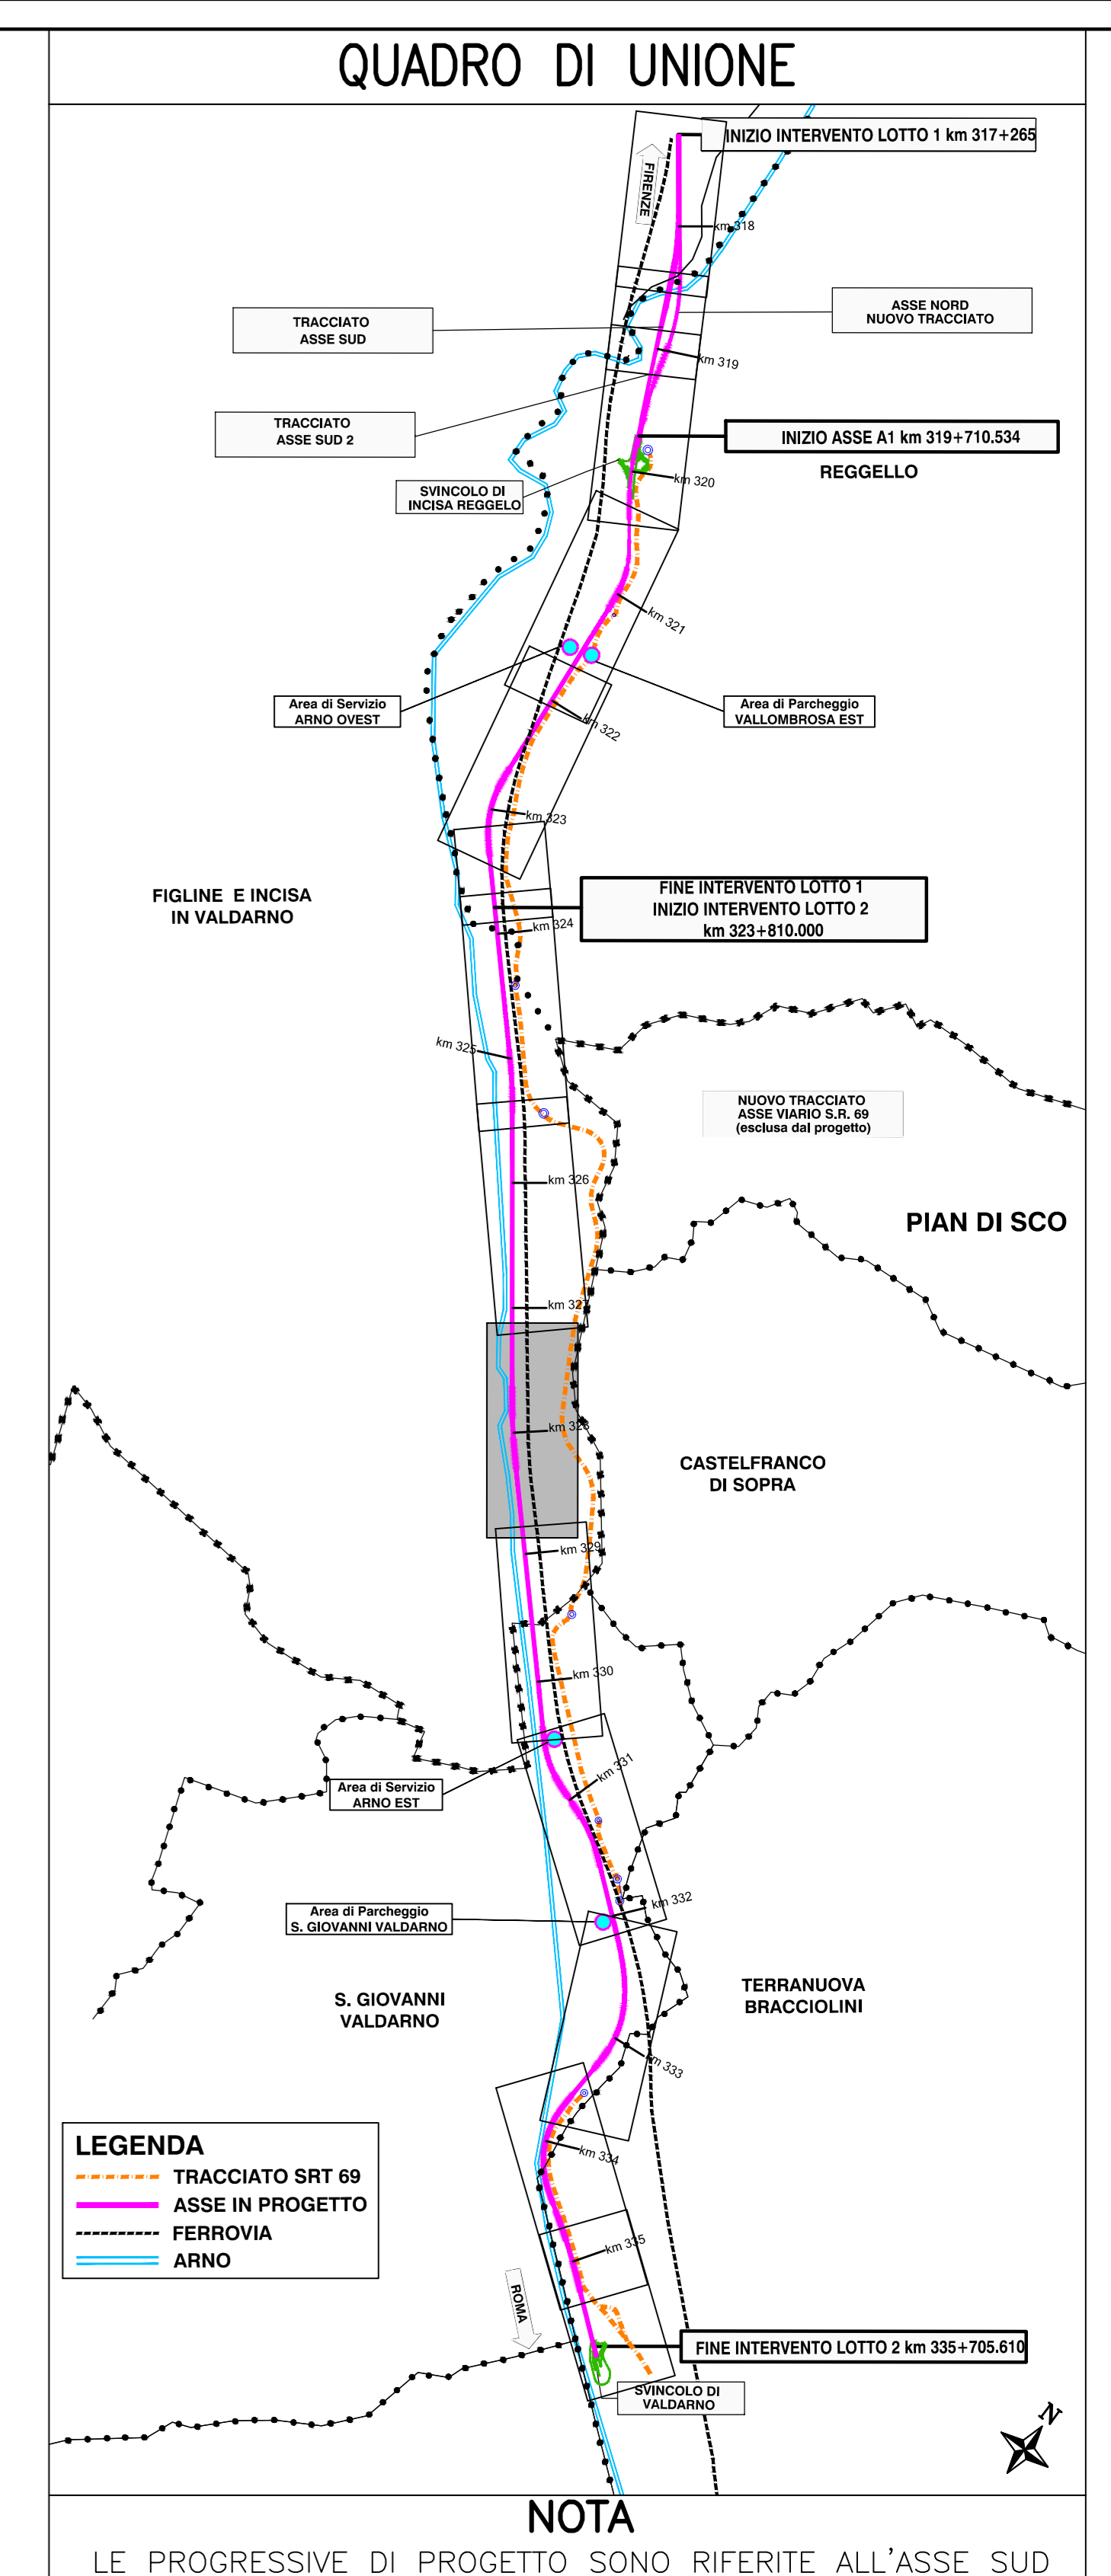 QUADRO DI UNIONE
INIZIO INTERVENTO LOTTO 1 km 317+265
FIRENZE
km 318
ASSE NORD
NUOVO TRACCIATO
TRACCIATO
ASSE SUD
km 319
TRACCIATO
ASSE SUD 2
INIZIO ASSE A1 km 319+710.534
REGGELLO
km 320
SVINCOLO DI
INCISA REGGELO
km 321
Area di Servizio
ARNO OVEST
Area di Parcheggio
VALLOMBROSA EST
km 322
km 323
FIGLINE E INCISA
IN VALDARNO
FINE INTERVENTO LOTTO 1
INIZIO INTERVENTO LOTTO 2
km 323+810.000
km 324
km 325
NUOVO TRACCIATO
ASSE VIARIO S.R. 69
(esclusa dal progetto)
km 326
PIAN DI SCO
km 327
km 328
CASTELFRANCO
DI SOPRA
km 329
km 330
km 331
Area di Servizio
ARNO EST
km 332
Area di Parcheggio
S. GIOVANNI VALDARNO
S. GIOVANNI
VALDARNO
TERRANUOVA
BRACCIOLINI
km 333
km 334
LEGENDA
TRACCIATO SRT 69
ASSE IN PROGETTO
FERROVIA
ARNO
km 335
ROMA
FINE INTERVENTO LOTTO 2 km 335+705.610
SVINCOLO DI
VALDARNO
N
NOTA
LE PROGRESSIVE DI PROGETTO SONO RIFERITE ALL'ASSE SUD